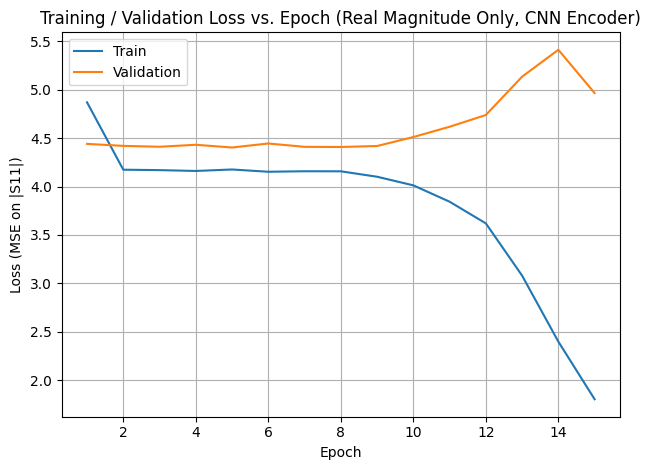 Training / Validation Loss vs. Epoch (Real Magnitude Only, CNN Encoder)
Train
Validation
Loss (MSE on |S11|)
5.5
5.0
4.5
4.0
3.5
3.0
2.5
2.0
2 4 6 8 10 12 14
Epoch